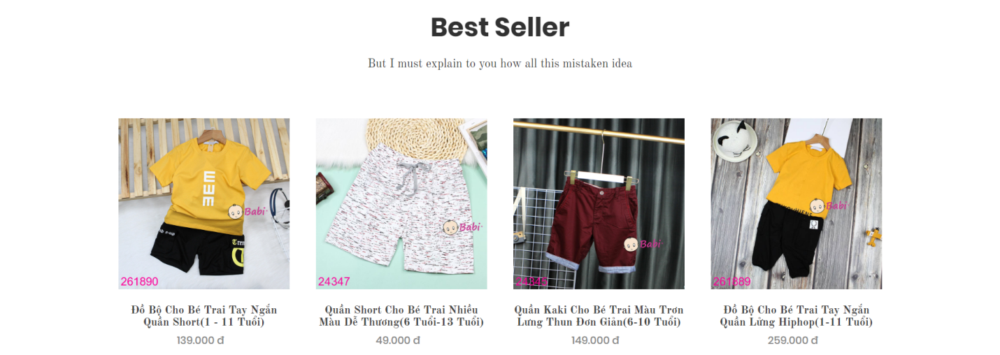 Best Seller
But I must explain to you how all this mistaken idea
Babi
Tren
261890
Babi
24347
Babi
24345
Babi
261889
Đồ Bộ Cho Bé Trai Tay Ngắn
Quần Short(1 - 11 Tuổi)
139.000 đ
Quần Short Cho Bé Trai Nhiều
Màu Dễ Thương(6 Tuổi-13 Tuổi)
49.000 đ
Quần Kaki Cho Bé Trai Màu Trơn
Lưng Thun Đơn Giản(6-10 Tuổi)
149.000 đ
Đồ Bộ Cho Bé Trai Tay Ngắn
Quần Lửng Hiphop(1-11 Tuổi)
259.000 đ